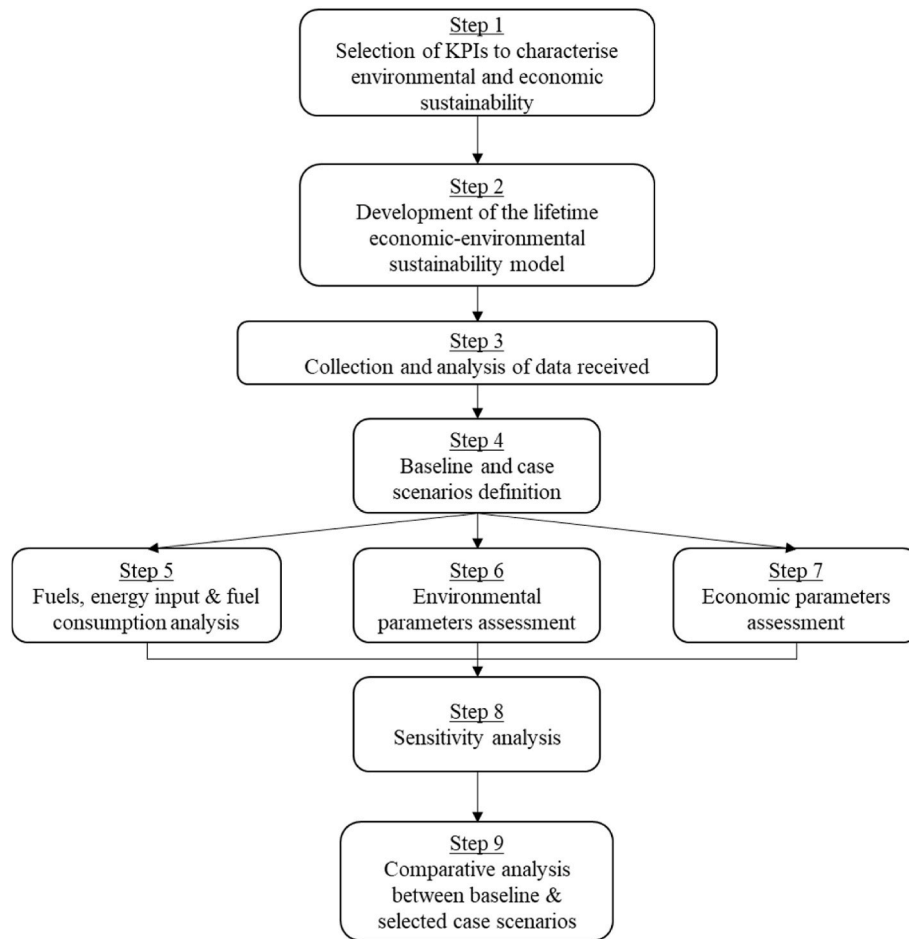 Step 1
Selection of KPIs to characterise
environmental and economic
sustainability
Step 2
Development of the lifetime
economic-environmental
sustainability model
Step 3
Collection and analysis of data received
Step 4
Baseline and case
scenarios definition
Step 5
Fuels, energy input & fuel
consumption analysis
Step 6
Environmental
parameters assessment
Step 7
Economic parameters
assessment
Step 8
Sensitivity analysis
Step 9
Comparative analysis
between baseline &
selected case scenarios